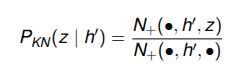 P_KN(z | h′) = N_+(•, h′, z) / N_+(•, h′, •)